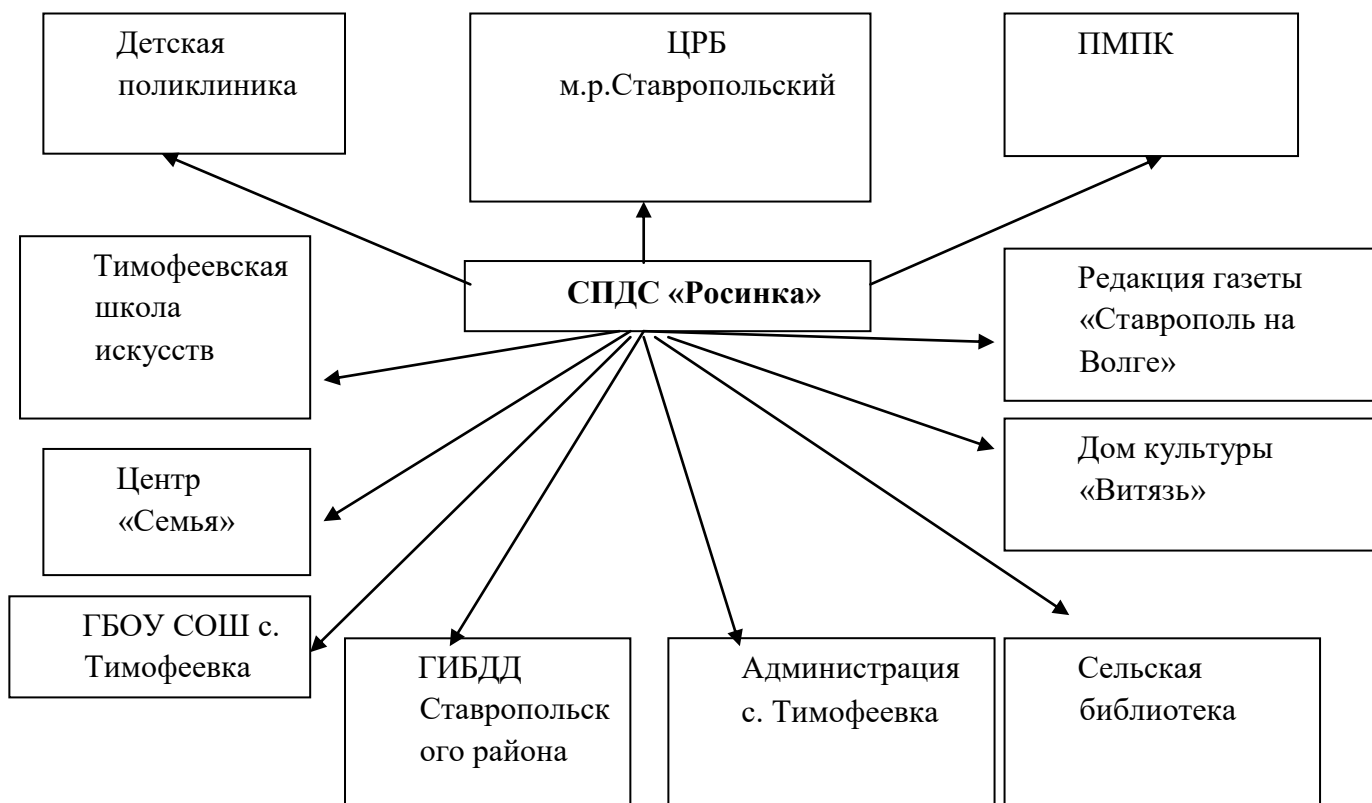 Детская
поликлиника
ЦРБ
м.р.Ставропольский
ПМПК
Тимофеевская
школа
искусств
СПДС «Росинка»
Редакция газеты
«Ставрополь на
Волге»
Центр
«Семья»
Дом культуры
«Витязь»
ГБОУ СОШ с.
Тимофеевка
ГИБДД
Ставропольск
ого района
Администрация
с. Тимофеевка
Сельская
библиотека